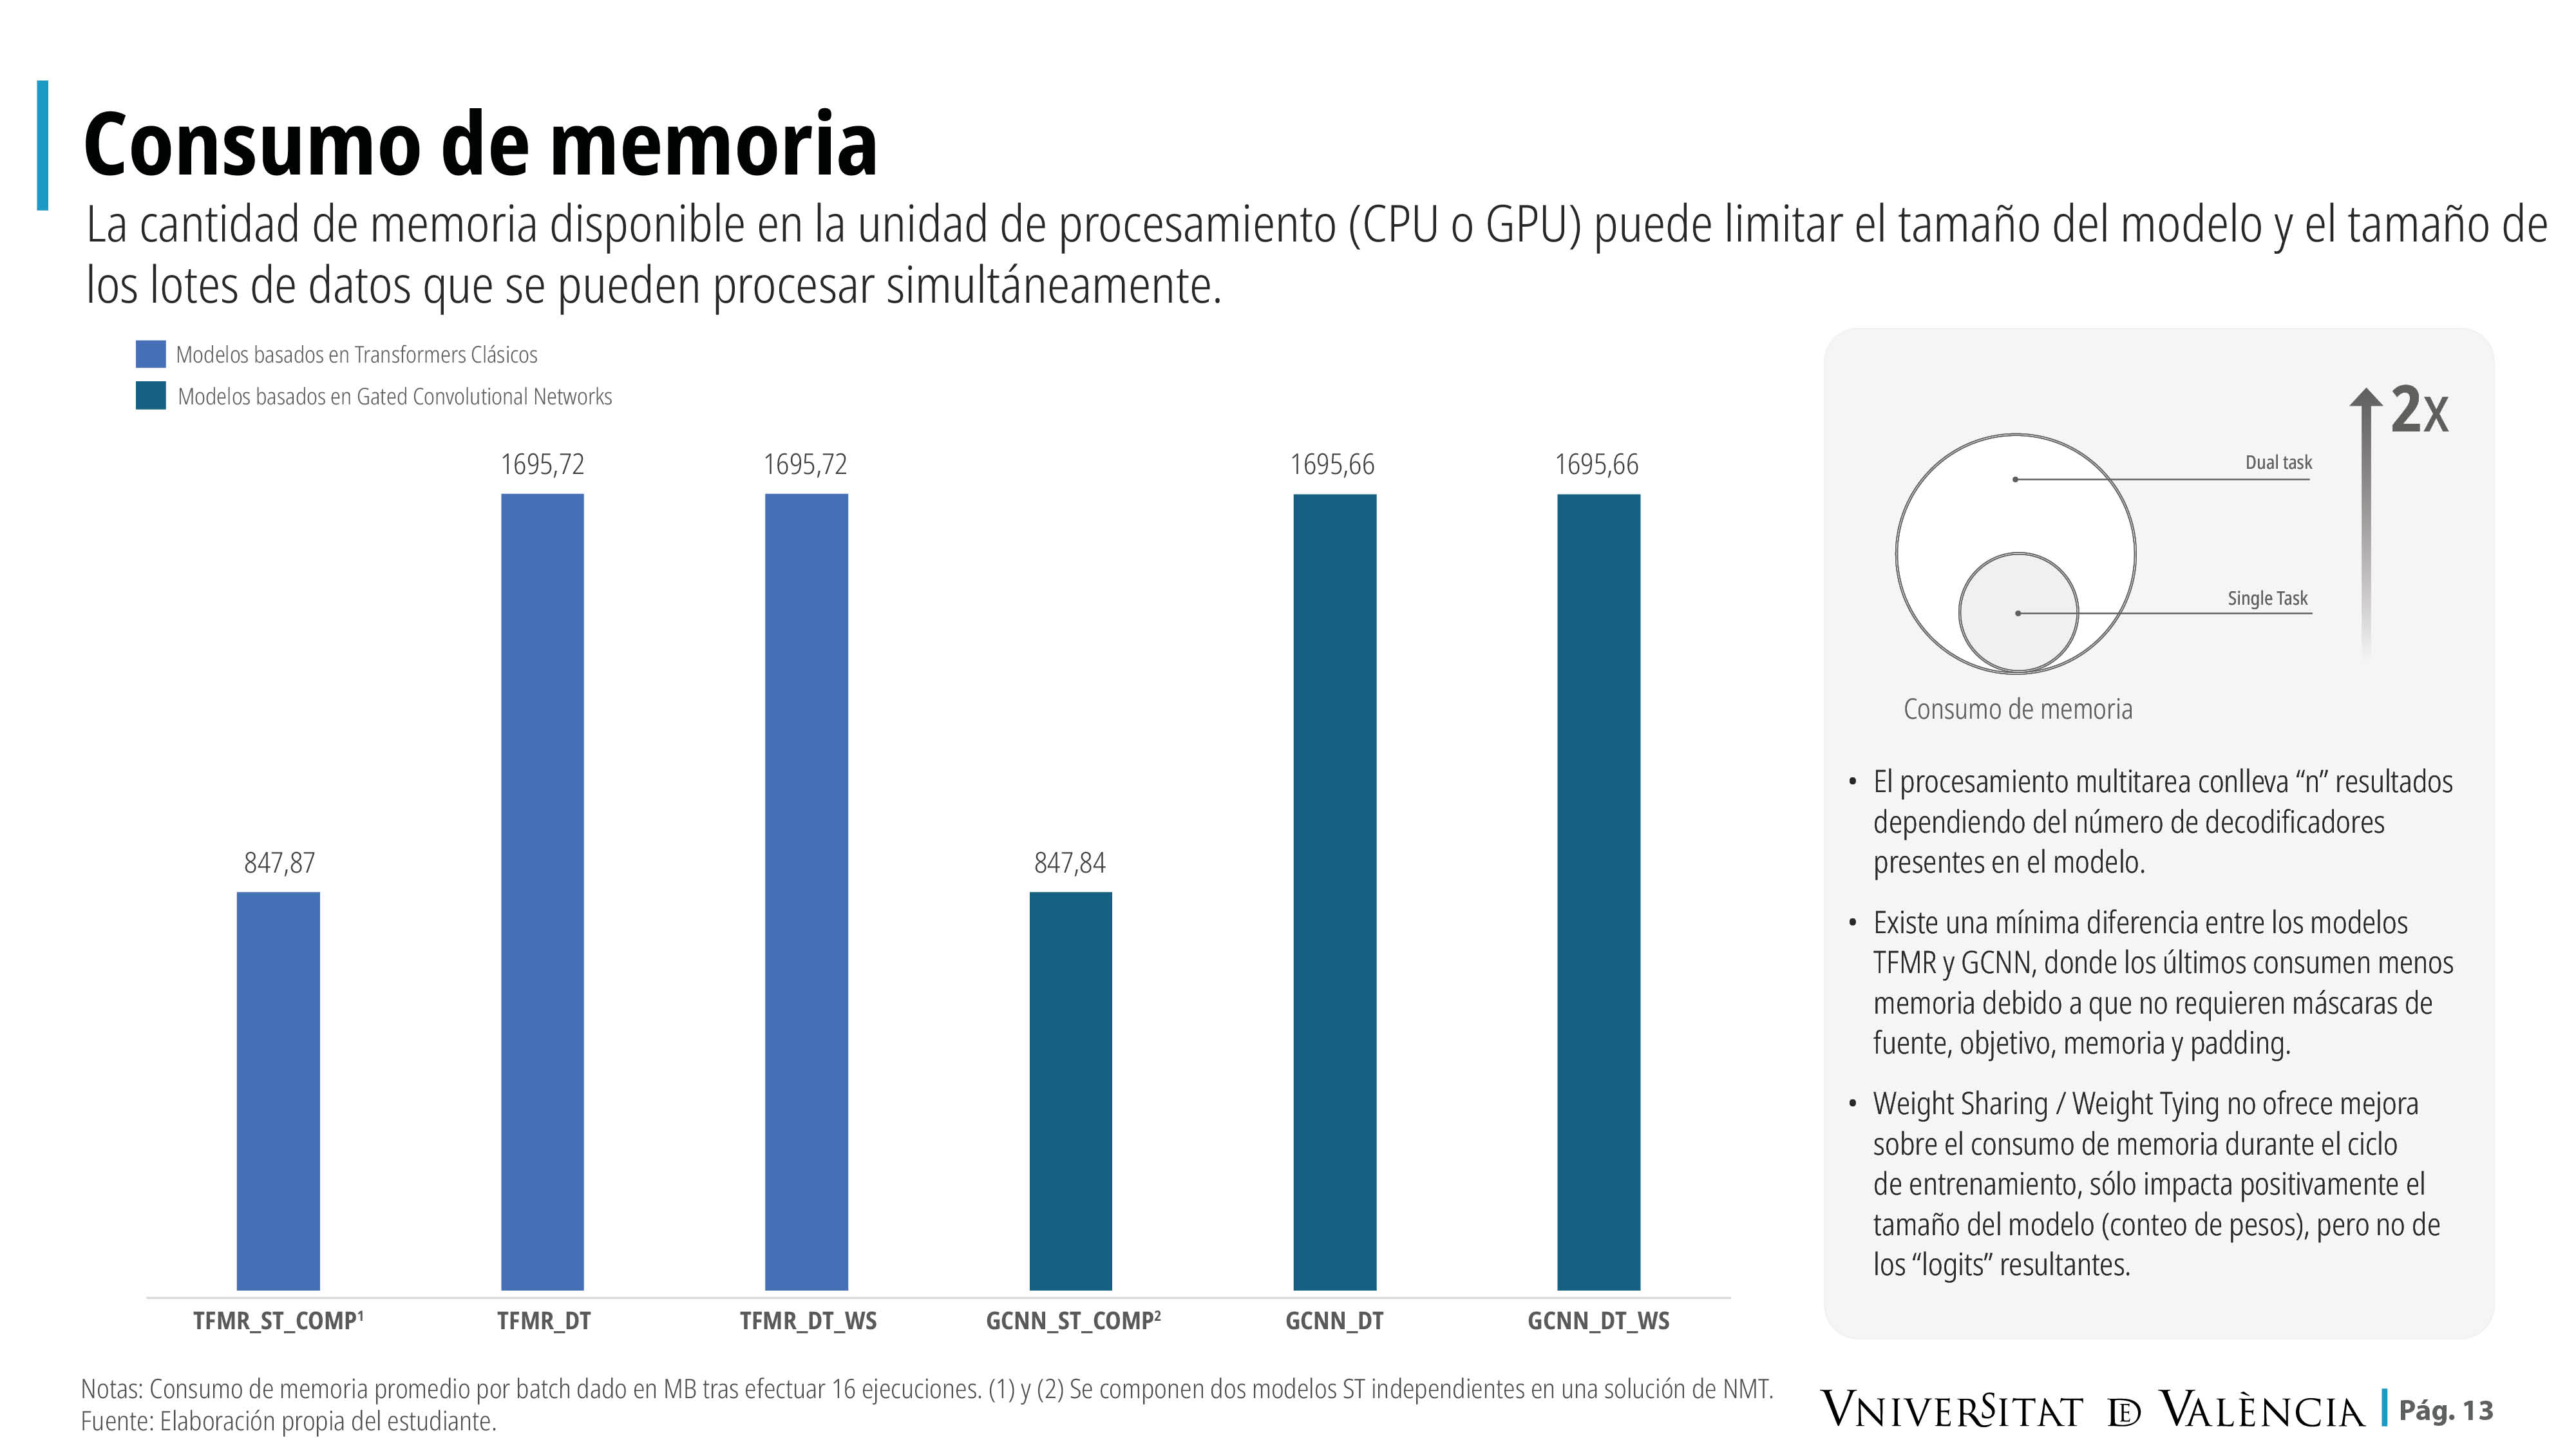 Consumo de memoria
La cantidad de memoria disponible en la unidad de procesamiento (CPU o GPU) puede limitar el tamaño del modelo y el tamaño de
los lotes de datos que se pueden procesar simultáneamente.
Modelos basados en Transformers Clásicos
Modelos basados en Gated Convolutional Networks
847,87
1695,72
1695,72
847,84
1695,66
1695,66
TFMR_ST_COMP¹
TFMR_DT
TFMR_DT_WS
GCNN_ST_COMP²
GCNN_DT
GCNN_DT_WS
2x
Dual task
Single Task
Consumo de memoria
• El procesamiento multitarea conlleva “n” resultados
dependiendo del número de decodificadores
presentes en el modelo.
• Existe una mínima diferencia entre los modelos
TFMR y GCNN, donde los últimos consumen menos
memoria debido a que no requieren máscaras de
fuente, objetivo, memoria y padding.
• Weight Sharing / Weight Tying no ofrece mejora
sobre el consumo de memoria durante el ciclo
de entrenamiento, sólo impacta positivamente el
tamaño del modelo (conteo de pesos), pero no de
los “logits” resultantes.
Notas: Consumo de memoria promedio por batch dado en MB tras efectuar 16 ejecuciones. (1) y (2) Se componen dos modelos ST independientes en una solución de NMT.
Fuente: Elaboración propia del estudiante.
VNIVERSITAT DE VALÈNCIA
Pág. 13